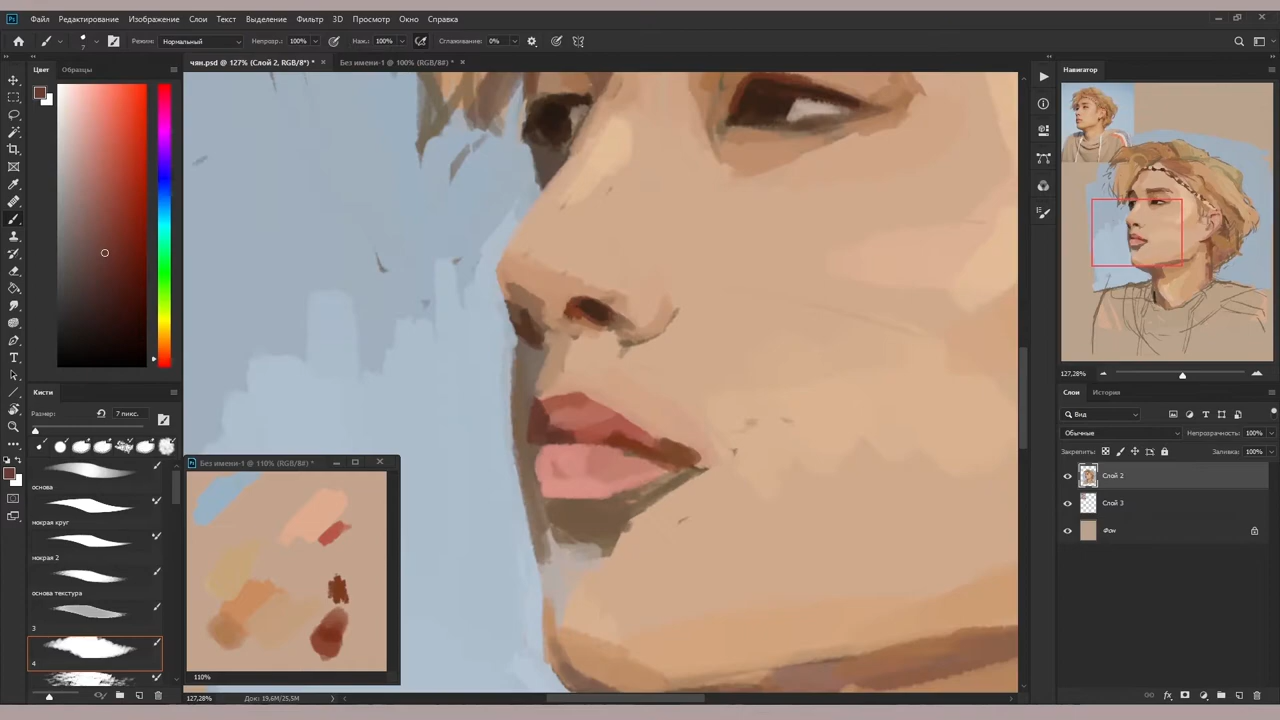 Файл Редактирование Изображение Слои Текст Выделение Фильтр 3D Просмотр Окно Справка
7 Режим: Нормальный Непрозр.: 100% Наж.: 100% Сглаживание: 0%
Цвет Образцы
чян.psd @ 127% (Слой 2, RGB/8*) *
Без имени-1 @ 100% (RGB/8#) *
Навигатор
127,28%
Кисти
Размер: 7 пикс.
основа
мокрая круг
мокрая 2
основа текстура
3
4
Без имени-1 @ 110% (RGB/8#) *
110%
127,28% Док: 19,6M/25,5M
Слои История
Вид
Обычные Непрозрачность: 100%
Закрепить: Заливка: 100%
Слой 2
Слой 3
Фон